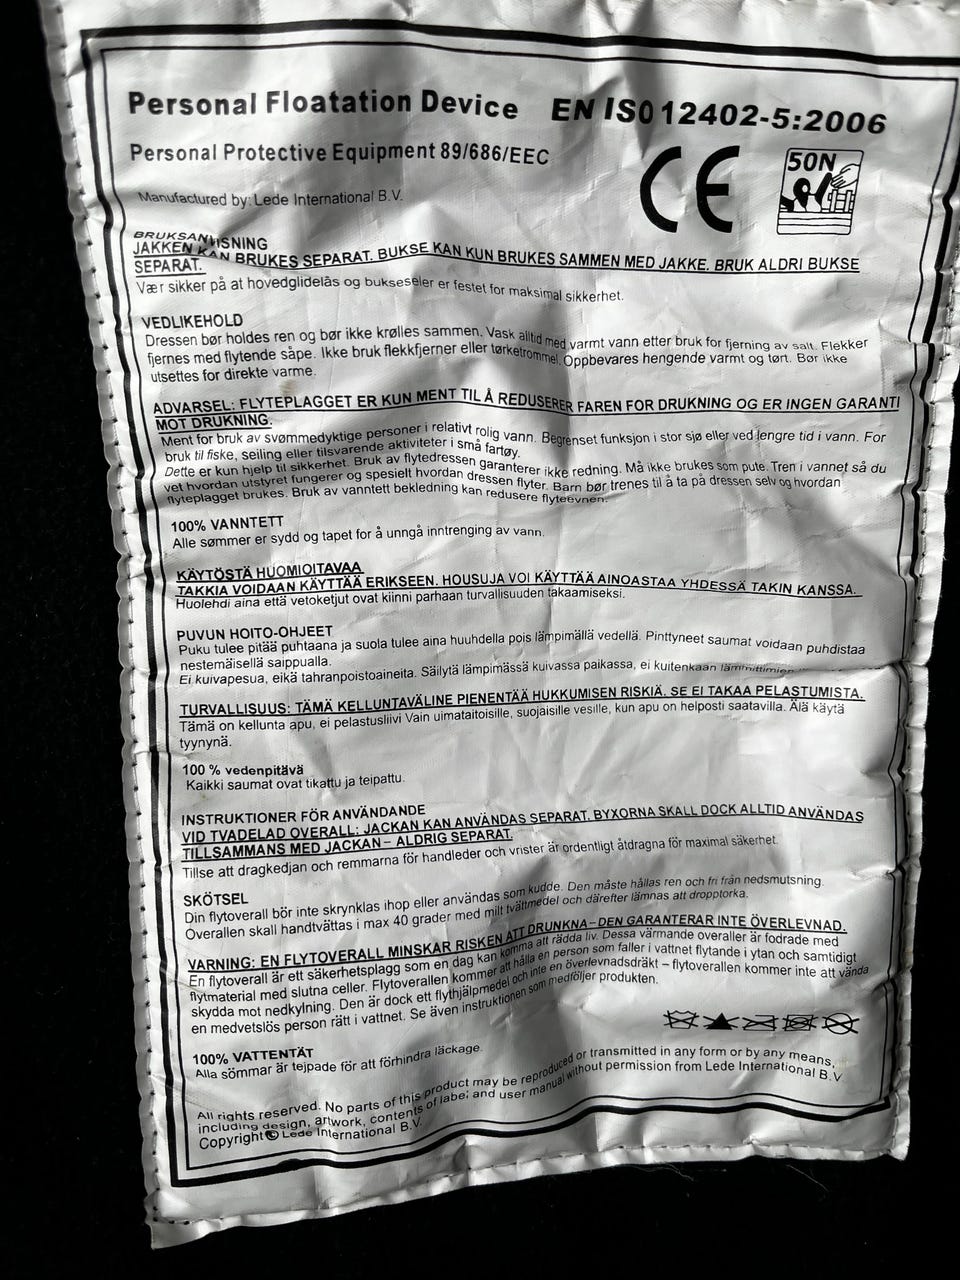 Personal Floatation Device EN ISO 12402-5:2006
Personal Protective Equipment 89/686/EEC
CE
50N
Manufactured by: Lede International B.V.
BRUKSANVISNING
JAKKEN KAN BRUKES SEPARAT. BUKSE KAN KUN BRUKES SAMMEN MED JAKKE. BRUK ALDRI BUKSE
SEPARAT.
Vær sikker på at hovedglidelås og bukseseler er festet for maksimal sikkerhet.
VEDLIKEHOLD
Dressen bør holdes ren og bør ikke krølles sammen. Vask alltid med varmt vann etter bruk for fjerning av salt. Flekker
fjernes med flytende såpe. Ikke bruk flekkfjerner eller tørketrommel. Oppbevares hengende varmt og tørt. Bør ikke
utsettes for direkte varme.
ADVARSEL: FLYTEPLAGGET ER KUN MENT TIL Å REDUSERER FAREN FOR DRUKNING OG ER INGEN GARANTI
MOT DRUKNING.
Ment for bruk av svømmedyktige personer i relativt rolig vann. Begrenset funksjon i stor sjø eller ved lengre tid i vann. For
bruk til fiske, seiling eller tilsvarende aktiviteter i små fartøy.
Dette er kun hjelp til sikkerhet. Bruk av flytedressen garanterer ikke redning. Må ikke brukes som pute. Tren i vannet så du
vet hvordan utstyret fungerer og spesielt hvordan dressen flyter. Barn bør trenes til å ta på dressen selv og hvordan
flyteplagget brukes. Bruk av vanntett bekledning kan redusere flyteevnen.
100% VANNTETT
Alle sømmer er sydd og tapet for å unngå inntrenging av vann.
KÄYTÖSTÄ HUOMIOITAVAA
TAKKIA VOIDAAN KÄYTTÄÄ ERIKSEEN. HOUSUJA VOI KÄYTTÄÄ AINOASTAA YHDESSÄ TAKIN KANSSA.
Huolehdi aina että vetoketjut ovat kiinni parhaan turvallisuuden takaamiseksi.
PUVUN HOITO-OHJEET
Puku tulee pitää puhtaana ja suola tulee aina huuhdella pois lämpimällä vedellä. Pinttyneet saumat voidaan puhdistaa
nestemäisellä saippualla.
Ei kuivapesua, eikä tahranpoistoaineita. Säilytä lämpimässä kuivassa paikassa, ei kuitenkaan
TURVALLISUUS: TÄMÄ KELLUNTAVÄLINE PIENENTÄÄ HUKKUMISEN RISKIÄ. SE EI TAKAA PELASTUMISTA.
Tämä on kellunta apu, ei pelastusliivi Vain uimataitoisille, suojaisille vesille, kun apu on helposti saatavilla. Älä käytä
tyynynä.
100 % vedenpitävä
Kaikki saumat ovat tikattu ja teipattu.
INSTRUKTIONER FÖR ANVÄNDANDE
VID TVADELAD OVERALL: JACKAN KAN ANVÄNDAS SEPARAT. BYXORNA SKALL DOCK ALLTID ANVÄNDAS
TILLSAMMANS MED JACKAN – ALDRIG SEPARAT.
Tillse att dragkedjan och remmarna för handleder och vrister är ordentligt åtdragna för maximal säkerhet.
SKÖTSEL
Din flytoverall bör inte skrynklas ihop eller användas som kudde. Den måste hållas ren och fri från nedsmutsning.
Overallen skall handtvättas i max 40 grader med milt tvättmedel och därefter lämnas att dropptorka.
VARNING: EN FLYTOVERALL MINSKAR RISKEN ATT DRUNKNA – DEN GARANTERAR INTE ÖVERLEVNAD.
En flytoverall är ett säkerhetsplagg som en dag kan komma att rädda liv. Dessa värmande overaller är fodrade med
flytmaterial med slutna celler. Flytoverallen kommer att hålla en person som faller i vattnet flytande i ytan och samtidigt
skydda mot nedkylning. Den är dock ett flythjälpmedel och inte en överlevnadsdräkt – flytoverallen kommer inte att vända
en medvetslös person rätt i vattnet. Se även instruktionen som medföljer produkten.
100% VATTENTÄT
Alla sömmar är tejpade för att förhindra läckage.
All rights reserved. No parts of this product may be reproduced or transmitted in any form or by any means,
including design, artwork, contents of label and user manual without permission from Lede International B.V
Copyright © Lede International B.V.